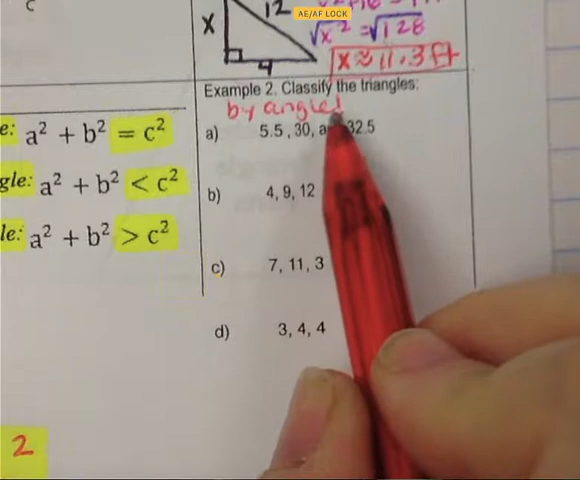 c
x
12
AE/AF LOCK
√x² = √128
4
x ≈ 11.3 ft
Example 2. Classify the triangles:
by angle!
e: a² + b² = c²
gle: a² + b² < c²
le: a² + b² > c²
a) 5.5 , 30, a 32.5
b) 4, 9, 12
c) 7, 11, 3
d) 3, 4, 4
2